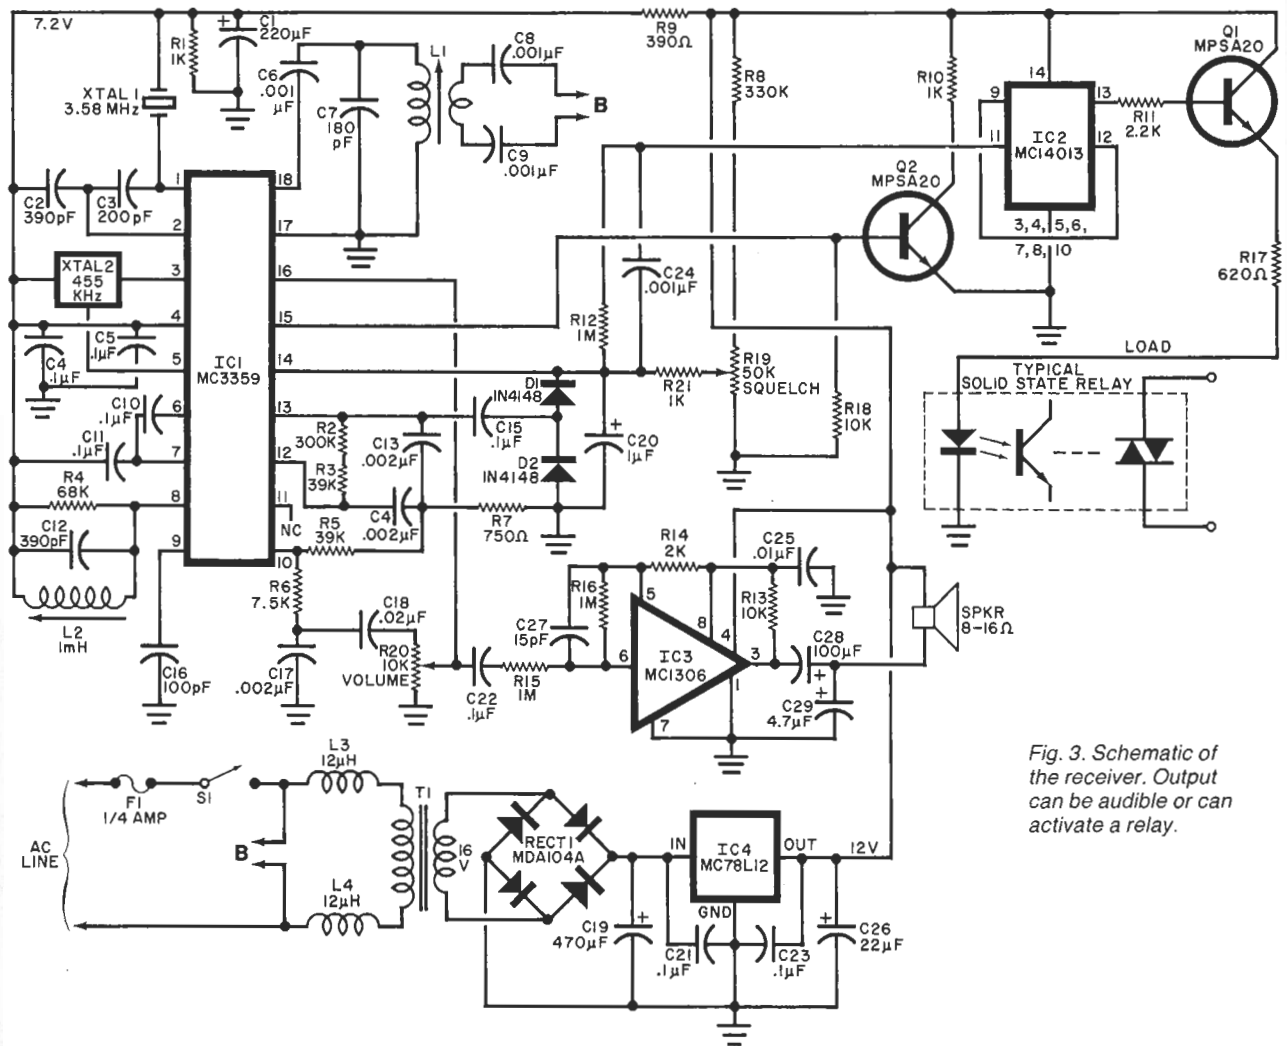 7.2V
R1
1K
+
C1
220µF
C6
.001
µF
C7
180
pF
L1
C8
.001µF
C9
.001µF
B
R9
390Ω
R8
330K
R10
1K
Q1
MPSA20
14
9
13
11
12
IC2
MC14013
3,4,5,6,
7,8,10
R11
2.2K
Q2
MPSA20
R17
620Ω
XTAL1
3.58 MHz
C2
390pF
C3
200pF
XTAL2
455
KHz
C4
.1µF
C5
.1µF
C10
.1µF
C11
.1µF
R4
68K
C12
390pF
L2
1mH
1
2
3
4
5
6
7
8
9
IC1
MC3359
18
17
16
15
14
13
12
11
NC
10
C24
.001µF
R12
1M
R19
50K
SQUELCH
R21
1K
R18
10K
D1
1N4148
D2
1N4148
+
C20
1µF
C15
.1µF
R2
300K
R3
39K
C13
.002µF
C4
.002µF
R5
39K
R7
750Ω
R6
7.5K
C16
100pF
C17
.002µF
C18
.02µF
R20
10K
VOLUME
C22
.1µF
R15
1M
C27
15pF
R16
1M
R14
2K
C25
.01µF
R13
10K
5
8
4
6
3
1
7
IC3
MC1306
C28
100µF
+
+
C29
4.7µF
SPKR
8-16Ω
LOAD
TYPICAL
SOLID STATE RELAY
AC
LINE
F1
1/4 AMP
S1
B
L3
12µH
L4
12µH
T1
16
V
RECT1
MDA104A
IN
IC4
MC78L12
OUT
GND
12V
+
C19
470µF
C21
.1µF
C23
.1µF
+
C26
22µF
Fig. 3. Schematic of
the receiver. Output
can be audible or can
activate a relay.